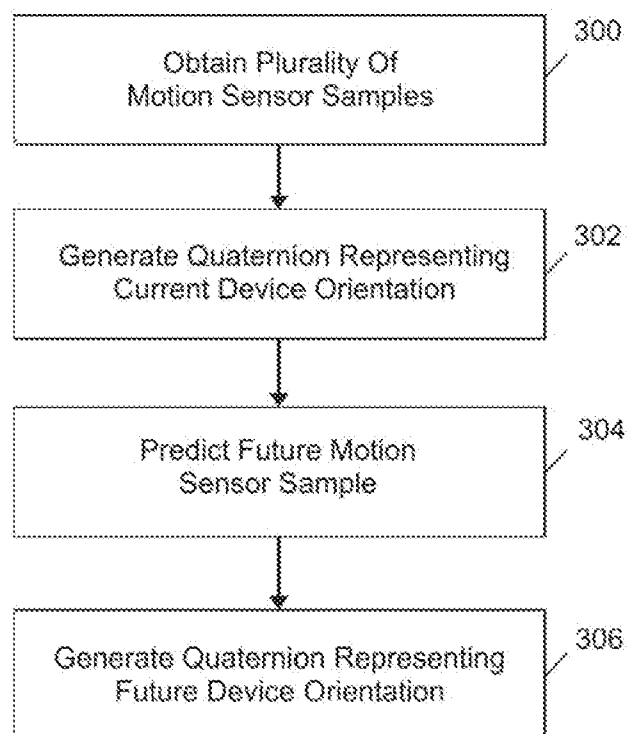 300
Obtain Plurality Of
Motion Sensor Samples
302
Generate Quaternion Representing
Current Device Orientation
304
Predict Future Motion
Sensor Sample
306
Generate Quaternion Representing
Future Device Orientation